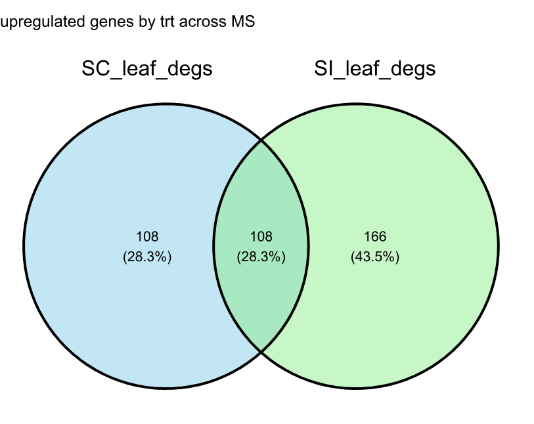 upregulated genes by trt across MS
SC_leaf_degs
SI_leaf_degs
108
(28.3%)
108
(28.3%)
166
(43.5%)